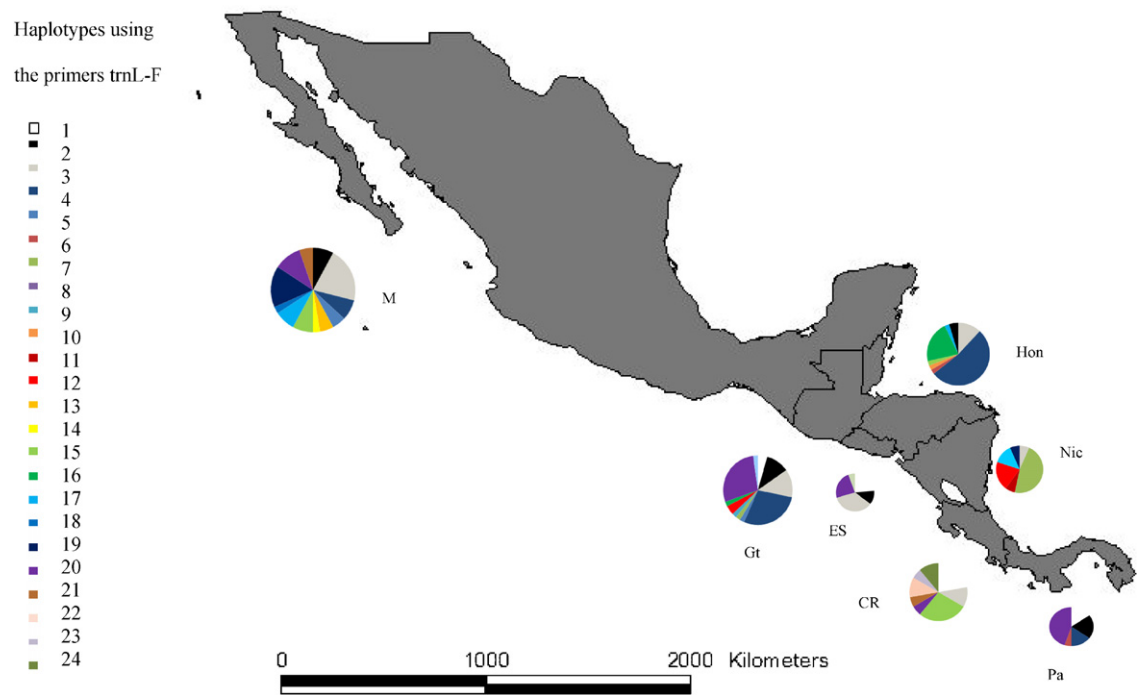 Haplotypes using
the primers trnL-F
1
2
3
4
5
6
7
8
9
10
11
12
13
14
15
16
17
18
19
20
21
22
23
24
M
Hon
Nic
Gt
ES
CR
Pa
0 1000 2000 Kilometers